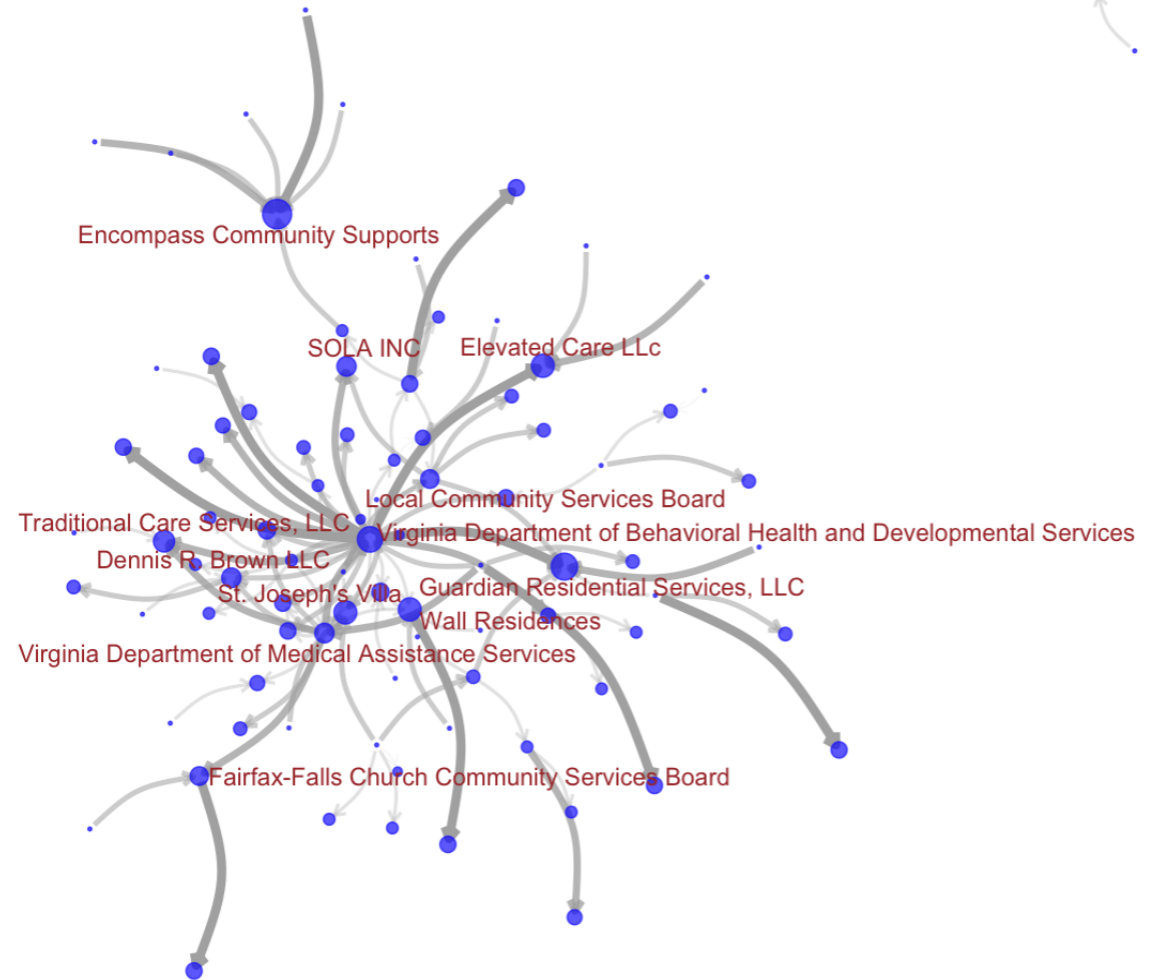 Encompass Community Supports
SOLA INC
Elevated Care LLc
Local Community Services Board
Traditional Care Services, LLC
Virginia Department of Behavioral Health and Developmental Services
Dennis R. Brown LLC
St. Joseph's Villa
Guardian Residential Services, LLC
Wall Residences
Virginia Department of Medical Assistance Services
Fairfax-Falls Church Community Services Board